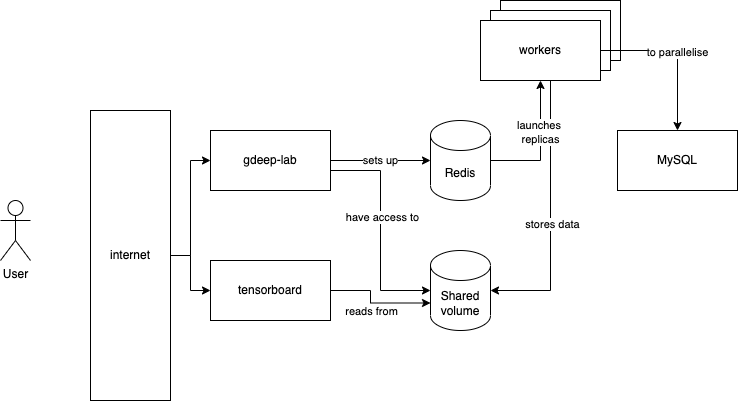 workers
to parallelise
launches
replicas
gdeep-lab
sets up
Redis
MySQL
have access to
stores data
internet
User
tensorboard
reads from
Shared
volume